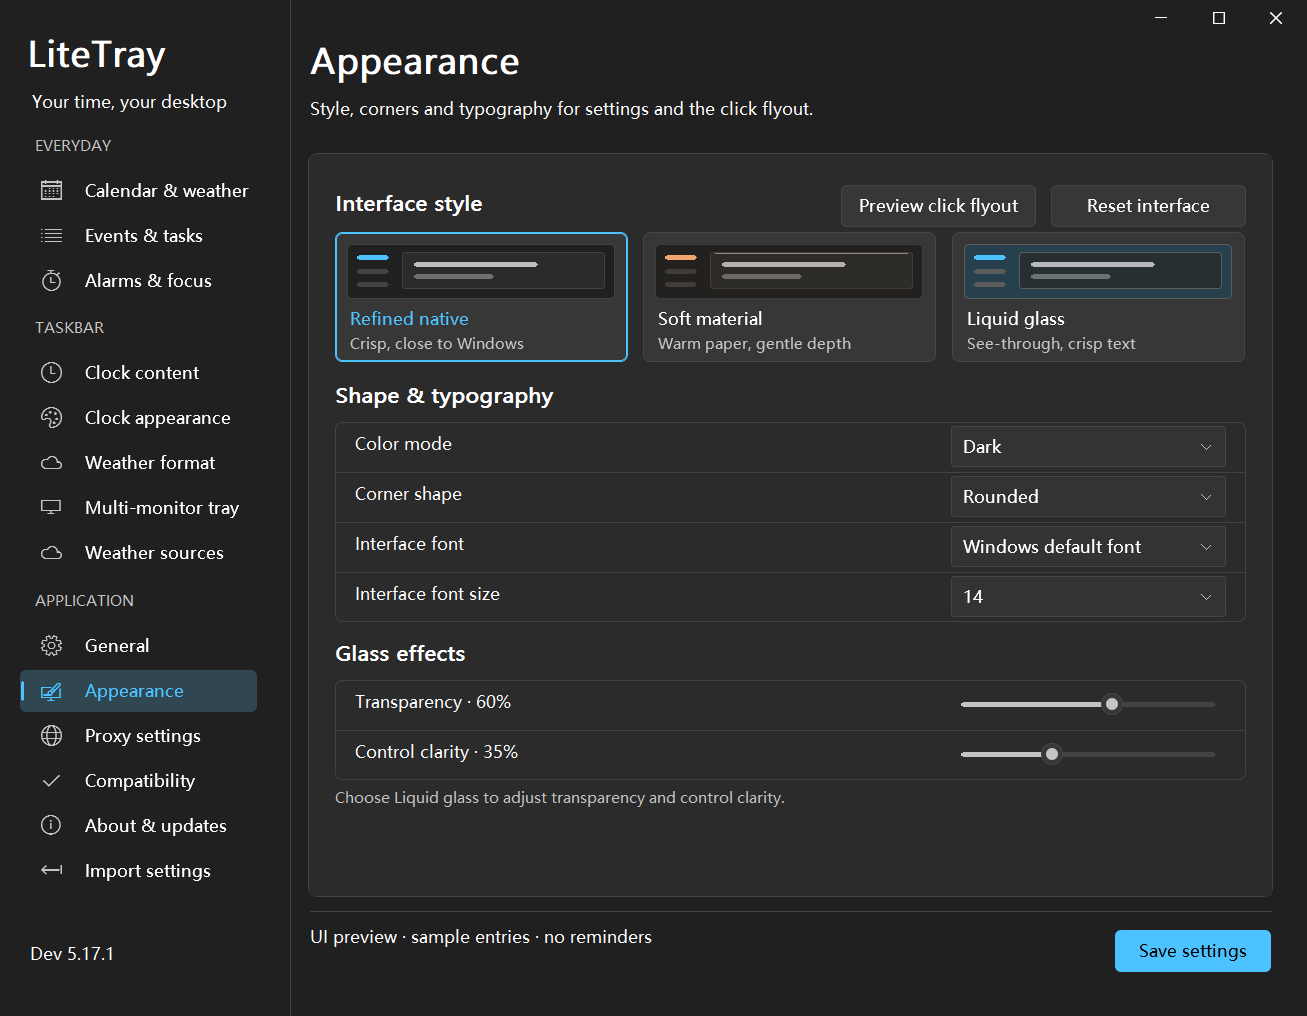 LiteTray
Your time, your desktop
EVERYDAY
Calendar & weather
Events & tasks
Alarms & focus
TASKBAR
Clock content
Clock appearance
Weather format
Multi-monitor tray
Weather sources
APPLICATION
General
Appearance
Proxy settings
Compatibility
About & updates
Import settings
Dev 5.17.1
Appearance
Style, corners and typography for settings and the click flyout.
Interface style
Preview click flyout
Reset interface
Refined native
Crisp, close to Windows
Soft material
Warm paper, gentle depth
Liquid glass
See-through, crisp text
Shape & typography
Color mode
Dark
Corner shape
Rounded
Interface font
Windows default font
Interface font size
14
Glass effects
Transparency · 60%
Control clarity · 35%
Choose Liquid glass to adjust transparency and control clarity.
UI preview · sample entries · no reminders
Save settings